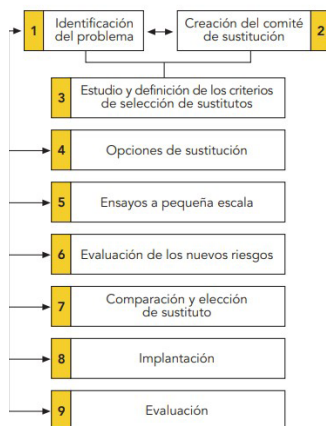 1
Identificación
del problema
Creación del comité
de sustitución
2
3
Estudio y definición de los criterios
de selección de sustitutos
4
Opciones de sustitución
5
Ensayos a pequeña escala
6
Evaluación de los nuevos riesgos
7
Comparación y elección
de sustituto
8
Implantación
9
Evaluación